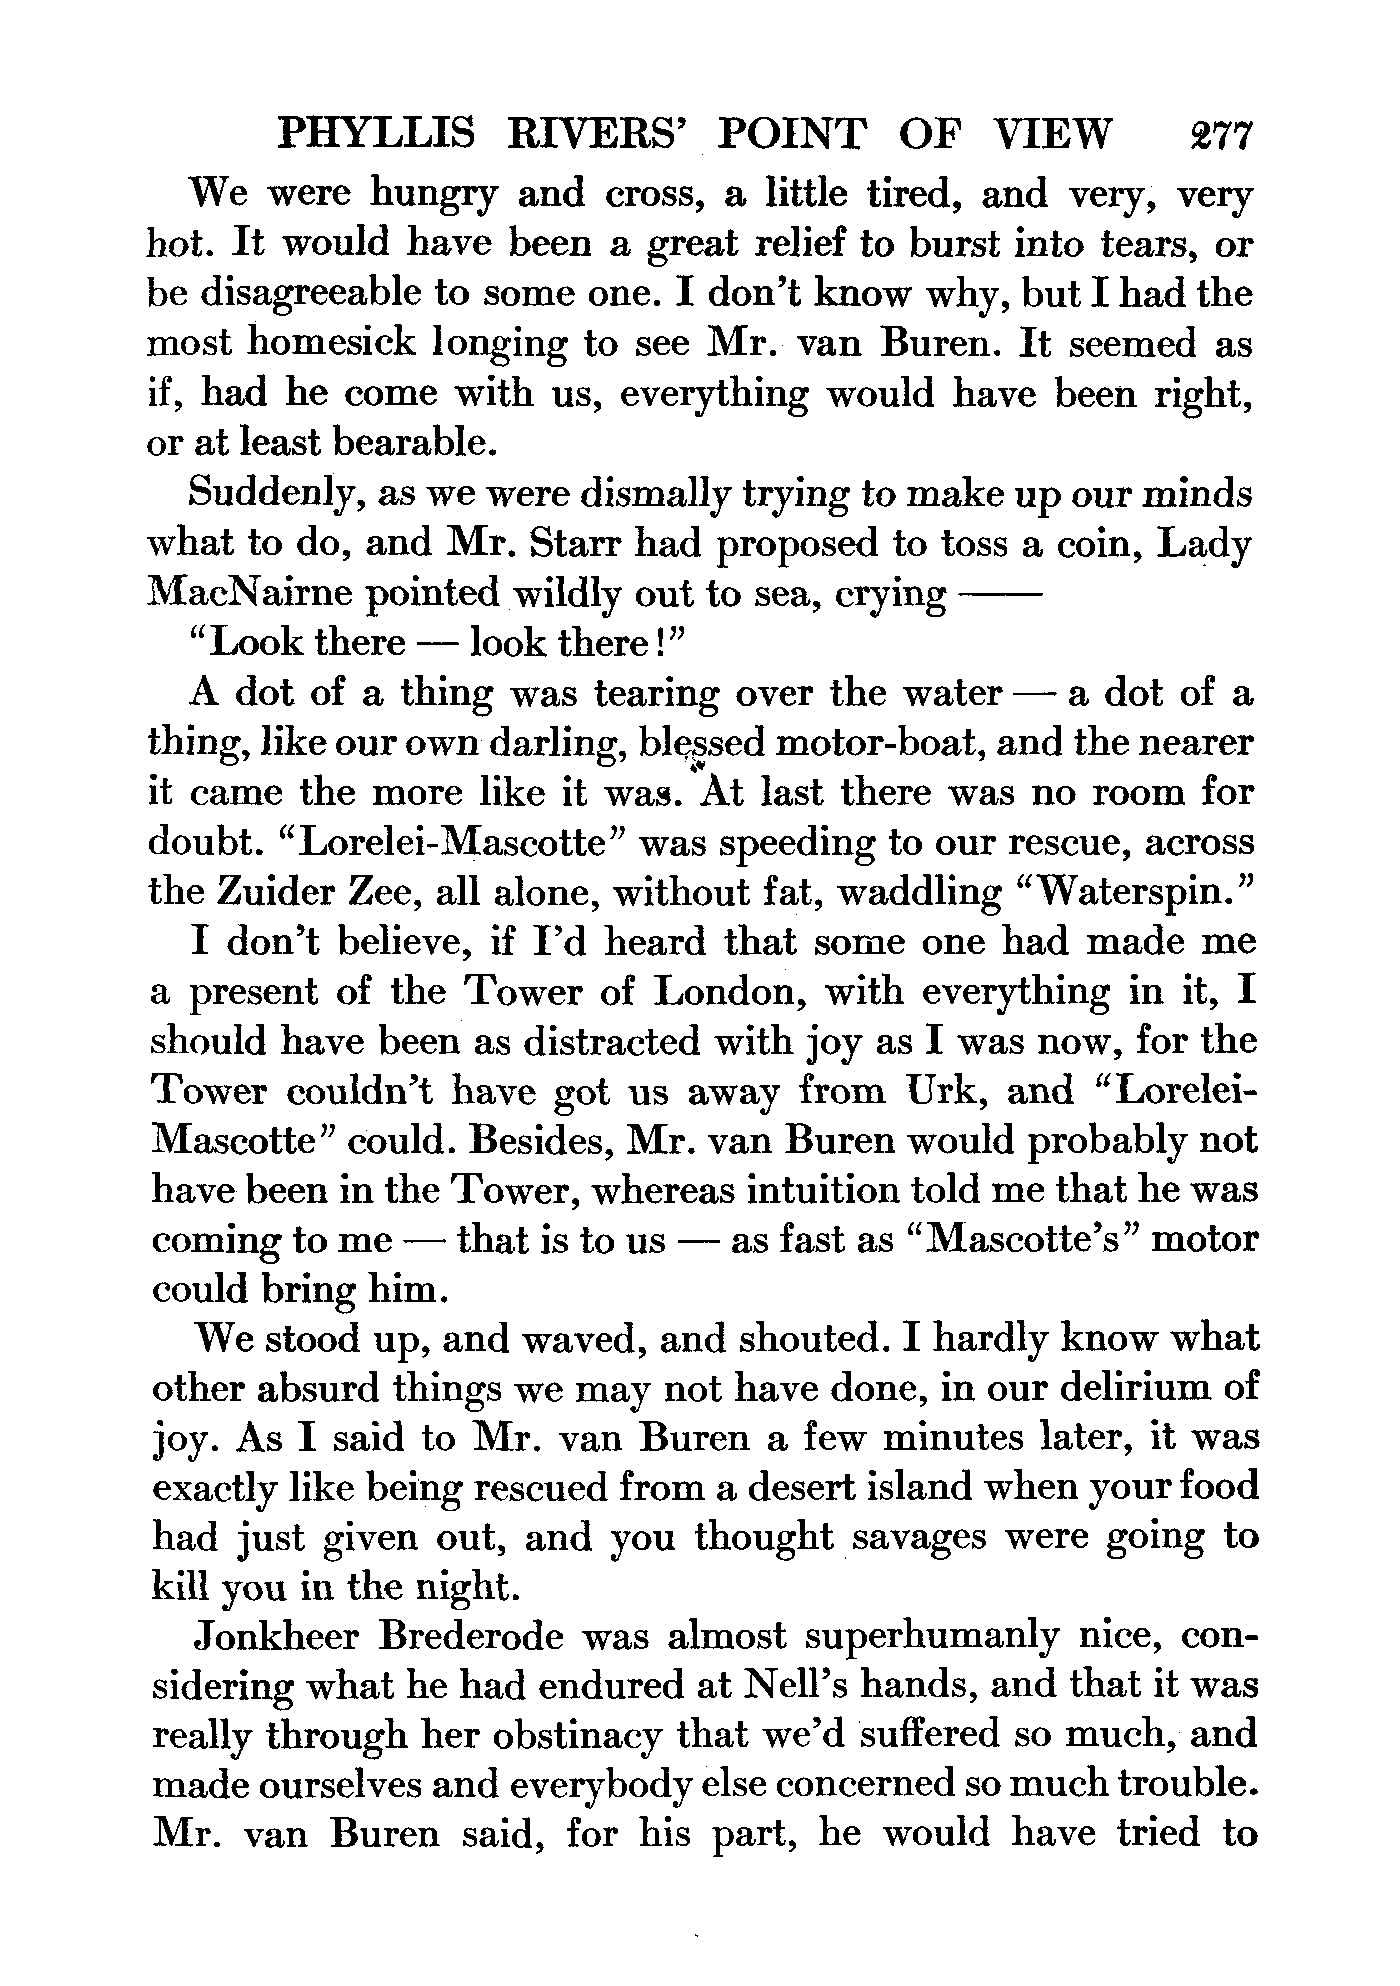 PHYLLIS RIVERS' POINT OF VIEW 277
We were hungry and cross, a little tired, and very, very
hot. It would have been a great relief to burst into tears, or
be disagreeable to some one. I don't know why, but I had the
most homesick longing to see Mr. van Buren. It seemed as
if, had he come with us, everything would have been right,
or at least bearable.
Suddenly, as we were dismally trying to make up our minds
what to do, and Mr. Starr had proposed to toss a coin, Lady
MacNairne pointed wildly out to sea, crying ——
"Look there — look there!"
A dot of a thing was tearing over the water — a dot of a
thing, like our own darling, blessed motor-boat, and the nearer
it came the more like it was. At last there was no room for
doubt. "Lorelei-Mascotte" was speeding to our rescue, across
the Zuider Zee, all alone, without fat, waddling "Waterspin."
I don't believe, if I'd heard that some one had made me
a present of the Tower of London, with everything in it, I
should have been as distracted with joy as I was now, for the
Tower couldn't have got us away from Urk, and "Lorelei-
Mascotte" could. Besides, Mr. van Buren would probably not
have been in the Tower, whereas intuition told me that he was
coming to me — that is to us — as fast as "Mascotte's" motor
could bring him.
We stood up, and waved, and shouted. I hardly know what
other absurd things we may not have done, in our delirium of
joy. As I said to Mr. van Buren a few minutes later, it was
exactly like being rescued from a desert island when your food
had just given out, and you thought savages were going to
kill you in the night.
Jonkheer Brederode was almost superhumanly nice, con-
sidering what he had endured at Nell's hands, and that it was
really through her obstinacy that we'd suffered so much, and
made ourselves and everybody else concerned so much trouble.
Mr. van Buren said, for his part, he would have tried to